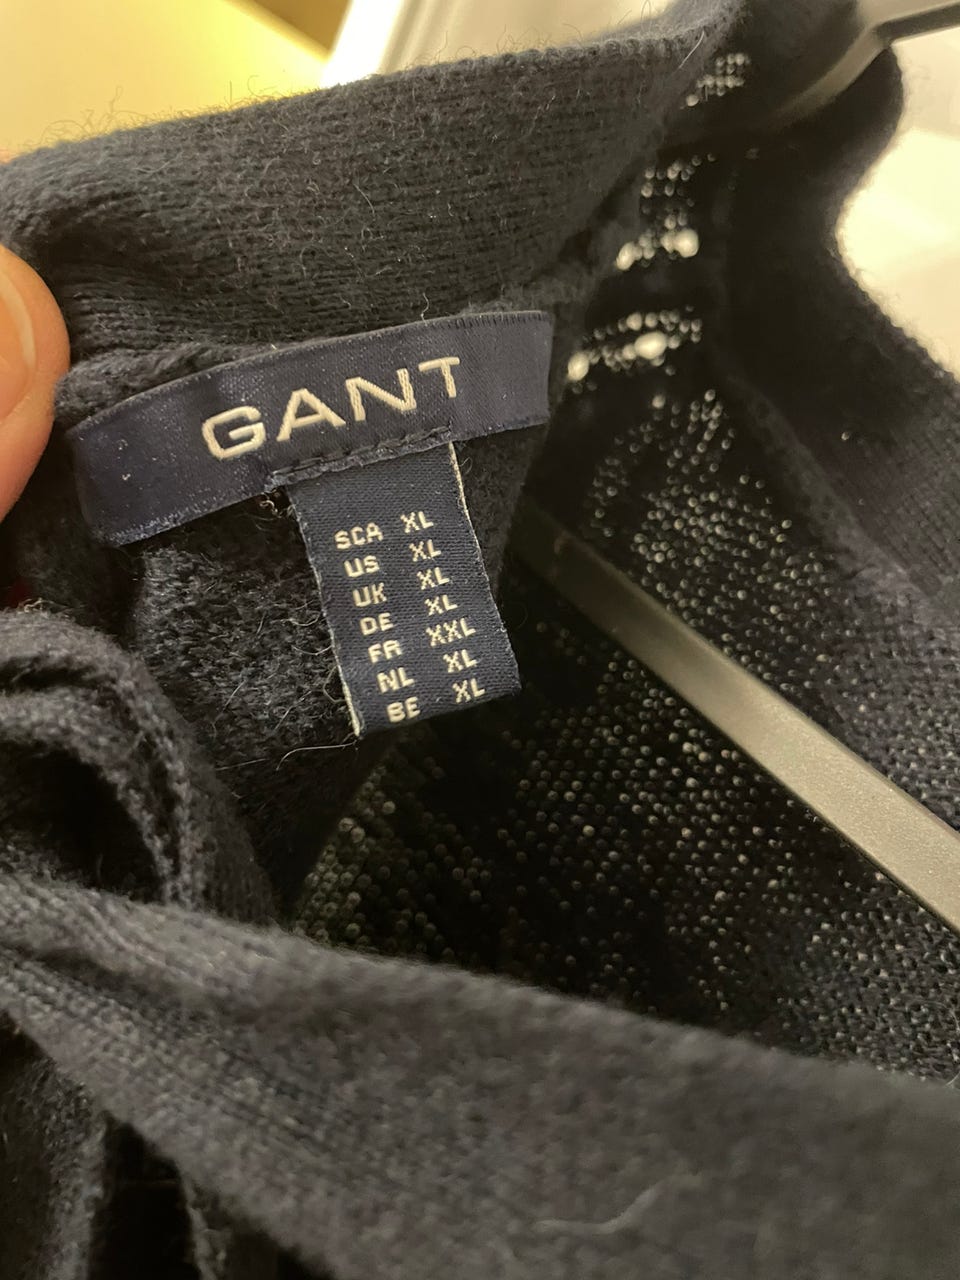 GANT
SCA XL
US XL
UK XL
DE XL
FR XXL
NL XL
BE XL